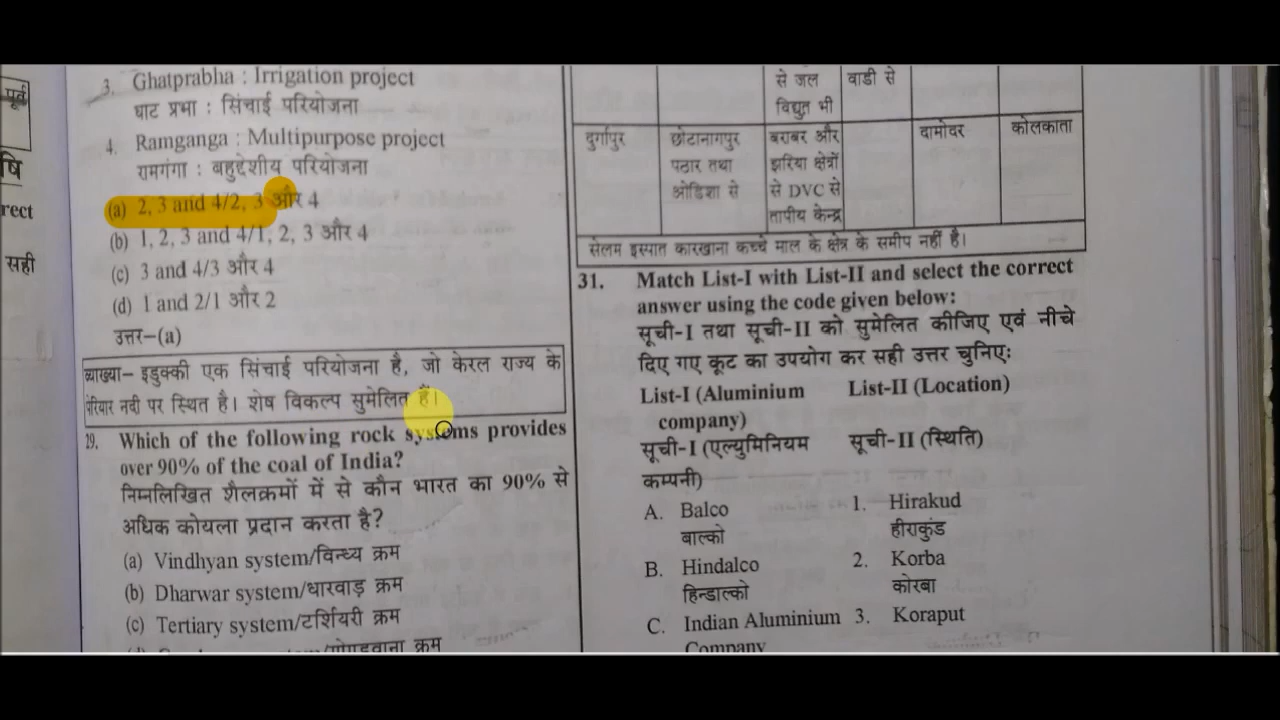 पूर्व
षि
rect
सही
3. Ghatprabha : Irrigation project
घाट प्रभा : सिंचाई परियोजना
4. Ramganga : Multipurpose project
रामगंगा : बहुद्देशीय परियोजना
(a) 2, 3 and 4/2, 3 और 4
(b) 1, 2, 3 and 4/1, 2, 3 और 4
(c) 3 and 4/3 और 4
(d) 1 and 2/1 और 2
उत्तर–(a)
व्याख्या– इडुक्की एक सिंचाई परियोजना है, जो केरल राज्य के
पेरियार नदी पर स्थित है। शेष विकल्प सुमेलित हैं।
29. Which of the following rock systems provides
over 90% of the coal of India?
निम्नलिखित शैलक्रमों में से कौन भारत का 90% से
अधिक कोयला प्रदान करता है?
(a) Vindhyan system/विन्ध्य क्रम
(b) Dharwar system/धारवाड़ क्रम
(c) Tertiary system/टर्शियरी क्रम
क्रम
से जल वाडी से
विद्युत भी
दुर्गापुर छोटानागपुर बराबर और दामोदर कोलकाता
पठार तथा झरिया क्षेत्रों
ओडिशा से से DVC से
तापीय केन्द्र
सेलम इस्पात कारखाना कच्चे माल के क्षेत्र के समीप नहीं है।
31. Match List-I with List-II and select the correct
answer using the code given below:
सूची-I तथा सूची-II को सुमेलित कीजिए एवं नीचे
दिए गए कूट का उपयोग कर सही उत्तर चुनिए:
List-I (Aluminium List-II (Location)
company)
सूची-I (एल्युमिनियम सूची-II (स्थिति)
कम्पनी)
A. Balco 1. Hirakud
बाल्को हीराकुंड
B. Hindalco 2. Korba
हिन्डाल्को कोरबा
C. Indian Aluminium 3. Koraput
Company